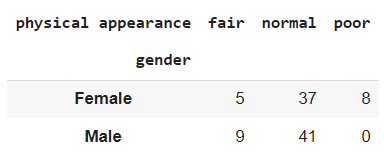 physical appearance fair normal poor
gender
Female 5 37 8
Male 9 41 0